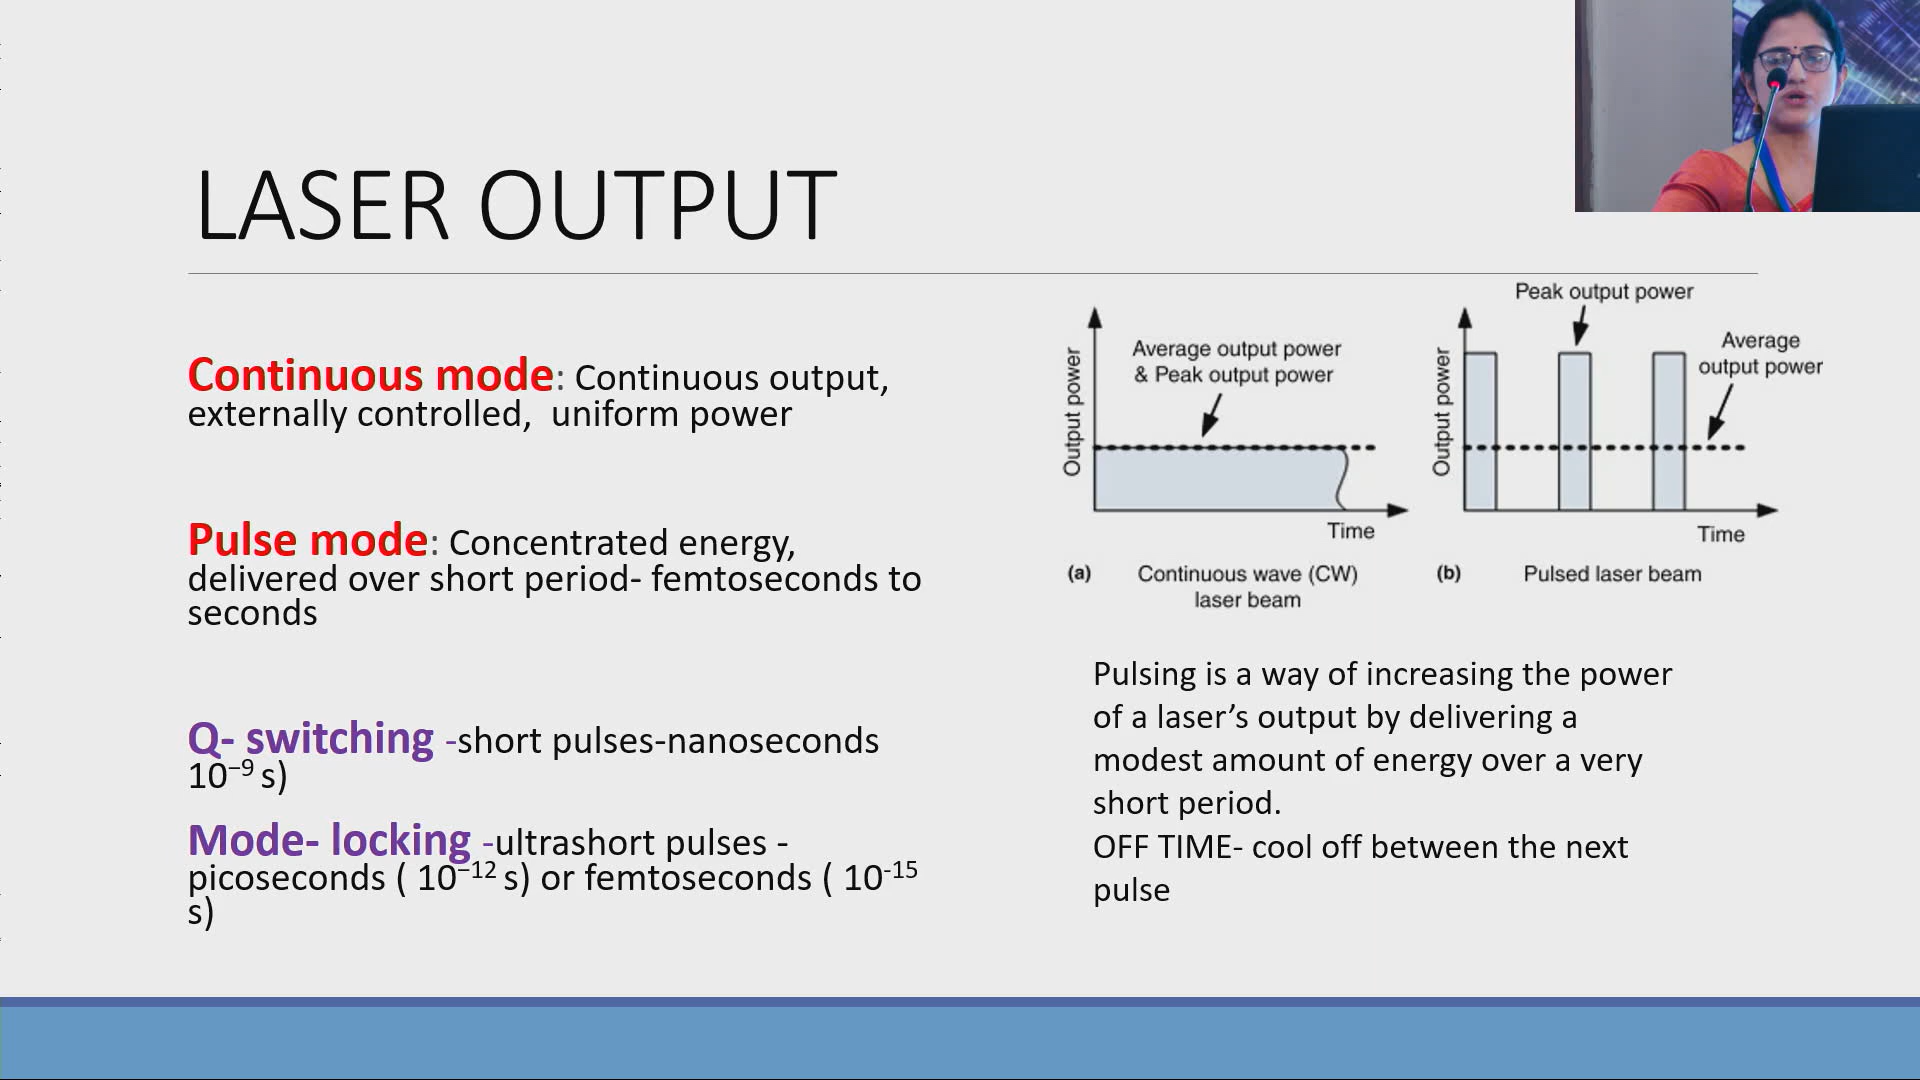 LASER OUTPUT
Continuous mode: Continuous output,
externally controlled,  uniform power
Pulse mode: Concentrated energy,
delivered over short period- femtoseconds to
seconds
Q- switching -short pulses-nanoseconds
10⁻⁹ s)
Mode- locking -ultrashort pulses -
picoseconds ( 10⁻¹² s) or femtoseconds ( 10⁻¹⁵
s)
Output power
Average output power
& Peak output power
Time
(a) Continuous wave (CW)
laser beam
Peak output power
Output power
Average
output power
Time
(b) Pulsed laser beam
Pulsing is a way of increasing the power
of a laser’s output by delivering a
modest amount of energy over a very
short period.
OFF TIME- cool off between the next
pulse